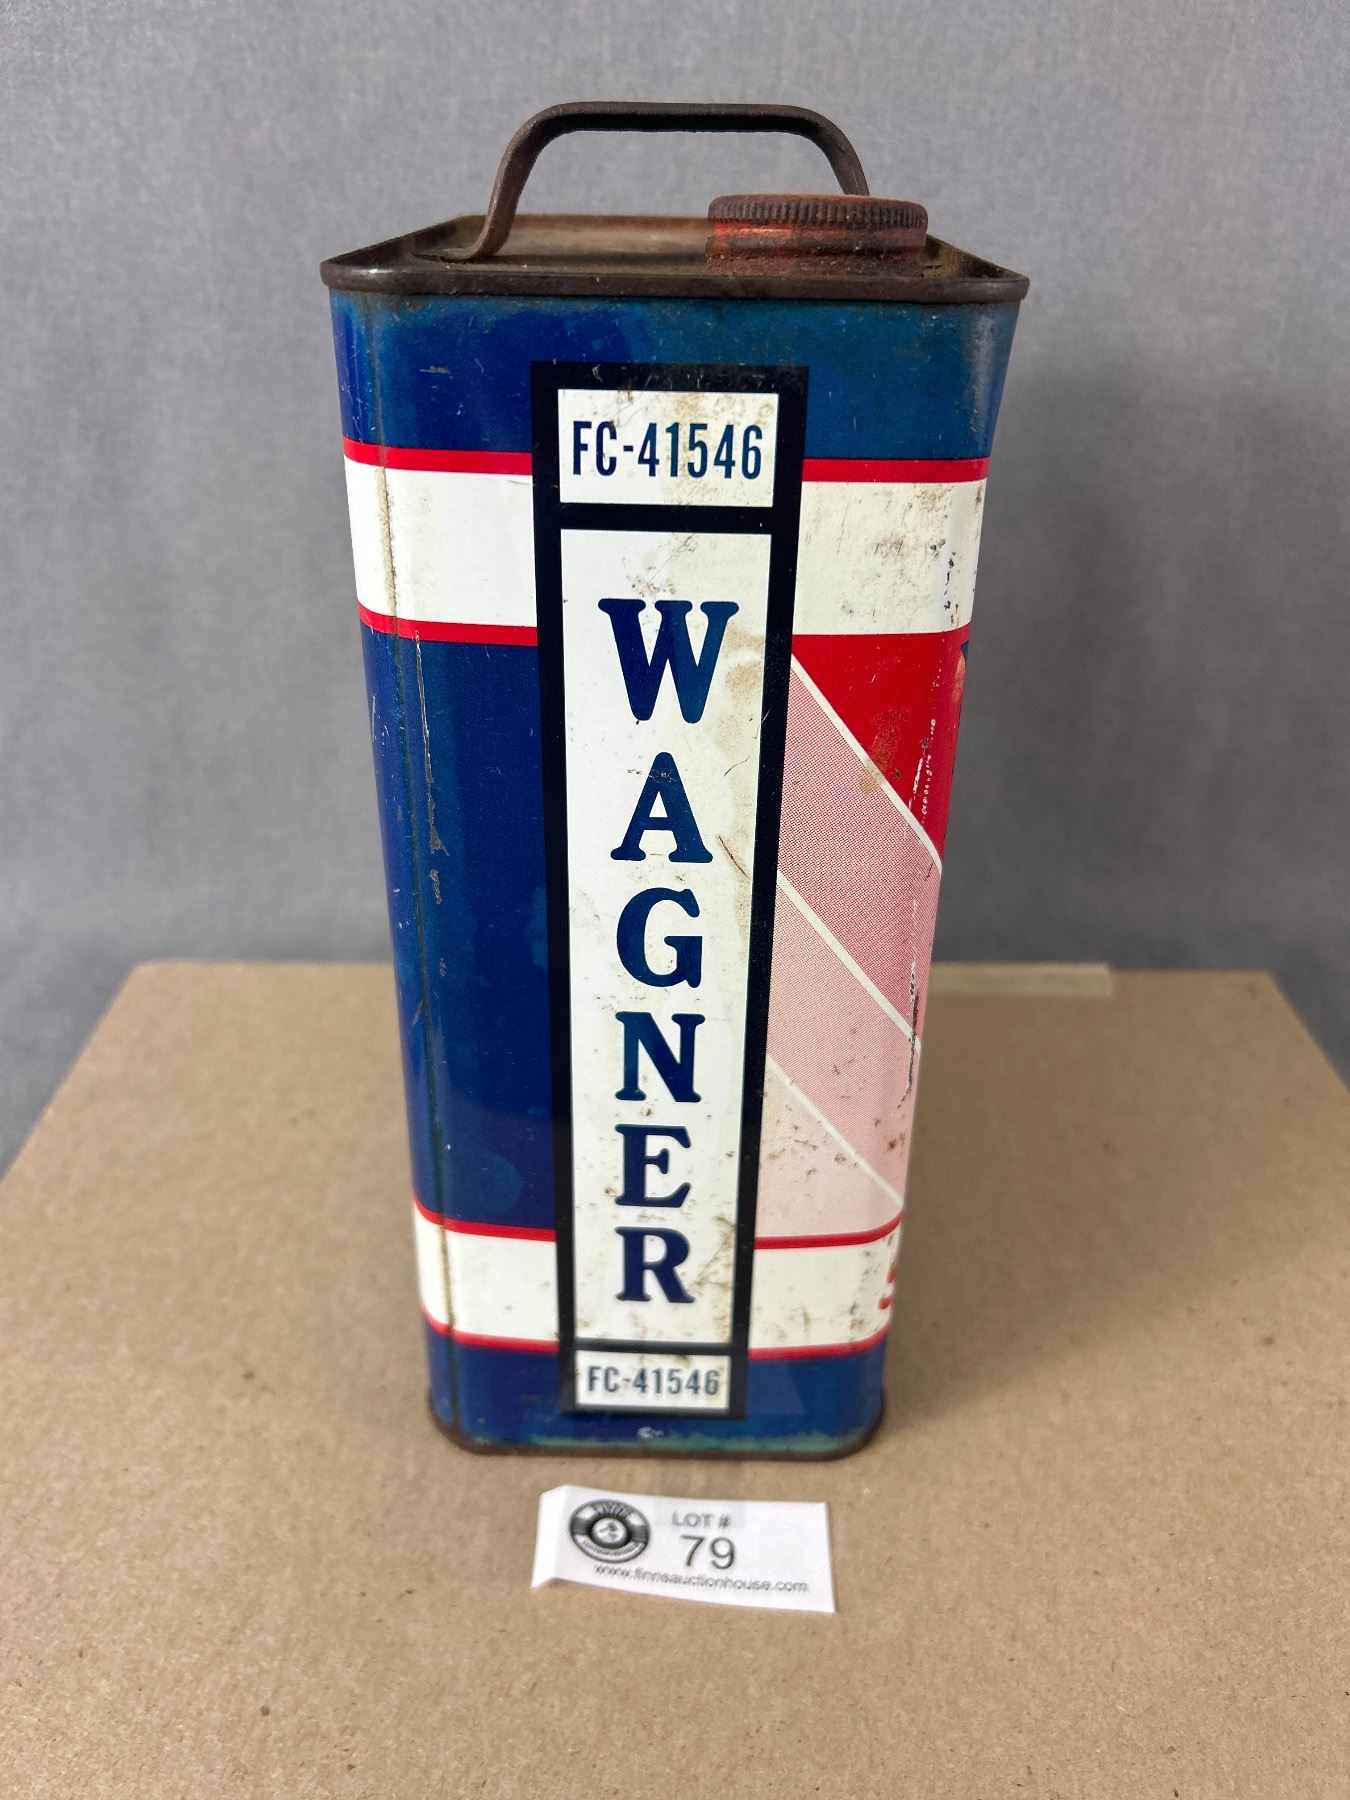 FC-41546
WAGNER
FC-41546
LOT #
79
www.finnsauctionhouse.com